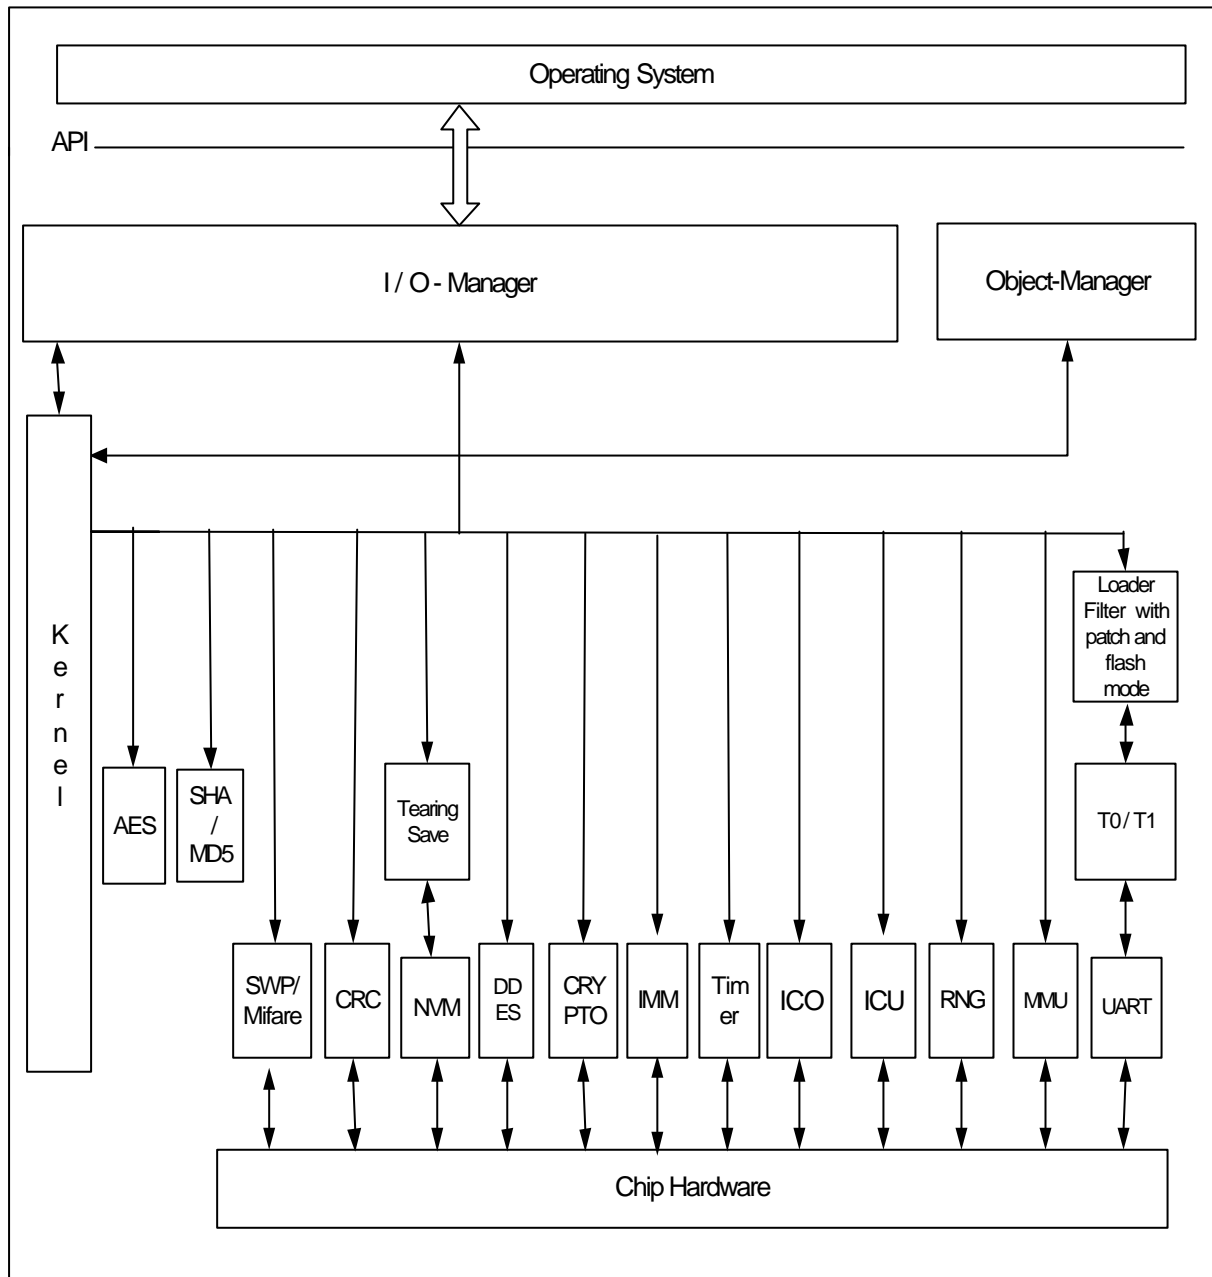 Operating System
API
I / O - Manager
Object-Manager
K
e
r
n
e
l
Loader
Filter with
patch and
flash
mode
AES
SHA
/
MD5
Tearing
Save
T0 / T1
SWP/
Mifare
CRC
NVM
DD
ES
CRY
PTO
IMM
Tim
er
ICO
ICU
RNG
MMU
UART
Chip Hardware